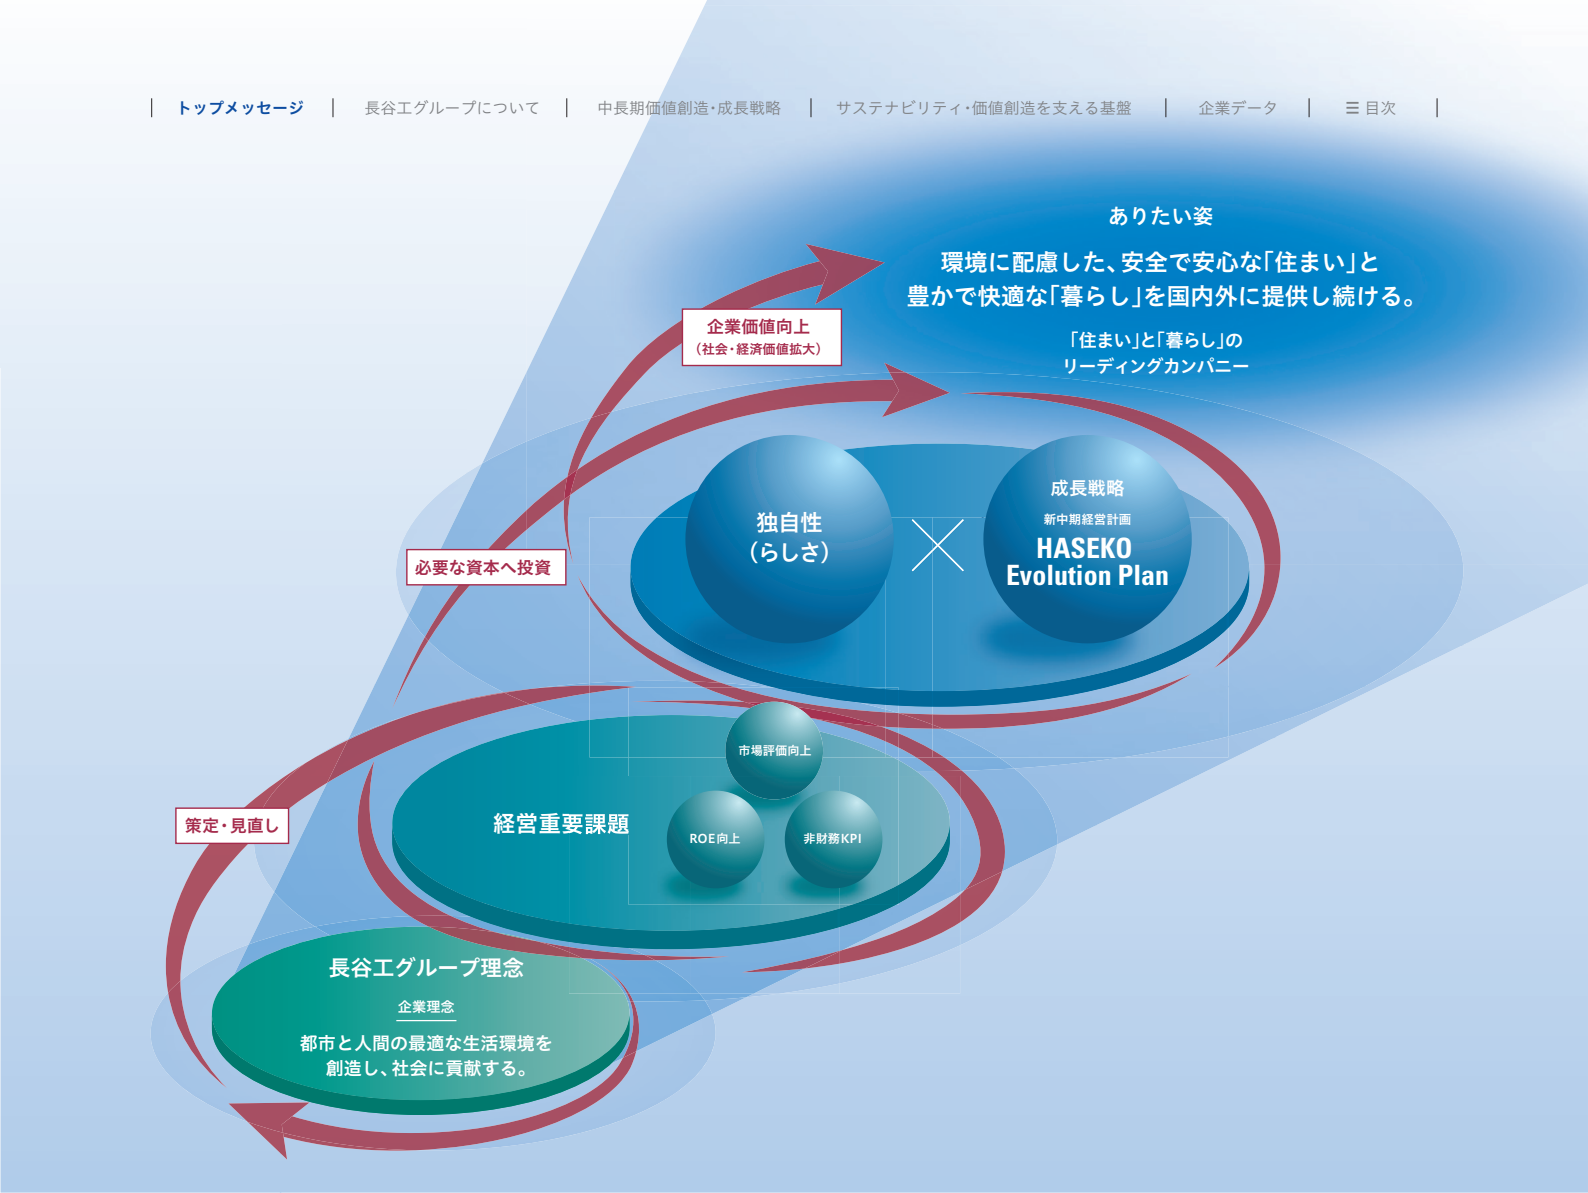 トップメッセージ
長谷工グループについて
中長期価値創造・成長戦略
サステナビリティ・価値創造を支える基盤
企業データ
目次
ありたい姿
環境に配慮した、安全で安心な「住まい」と
豊かで快適な「暮らし」を国内外に提供し続ける。
「住まい」と「暮らし」の
リーディングカンパニー
企業価値向上
（社会・経済価値拡大）
独自性
（らしさ）
成長戦略
新中期経営計画
HASEKO
Evolution Plan
必要な資本へ投資
市場評価向上
経営重要課題
ROE向上
非財務KPI
策定・見直し
長谷工グループ理念
企業理念
都市と人間の最適な生活環境を
創造し、社会に貢献する。